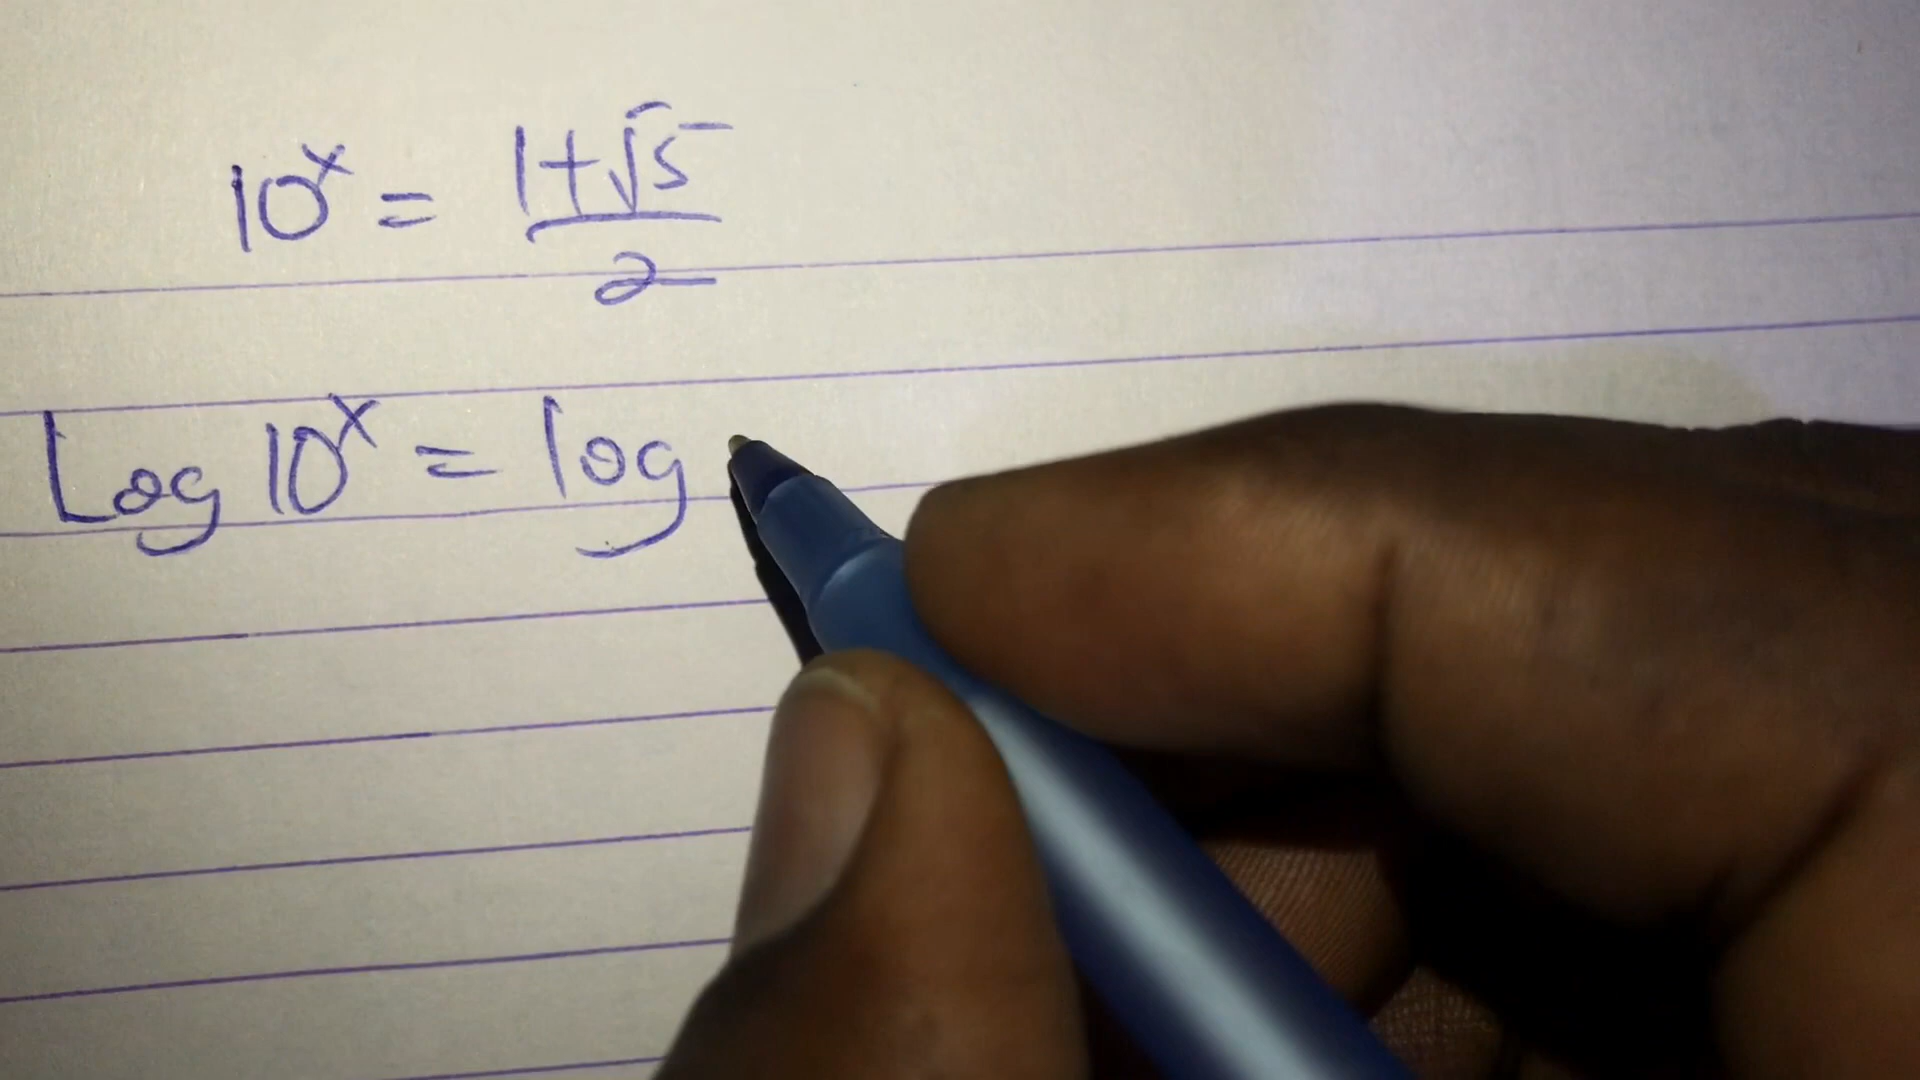 10^x = (1+√5)/2
Log 10^x = log